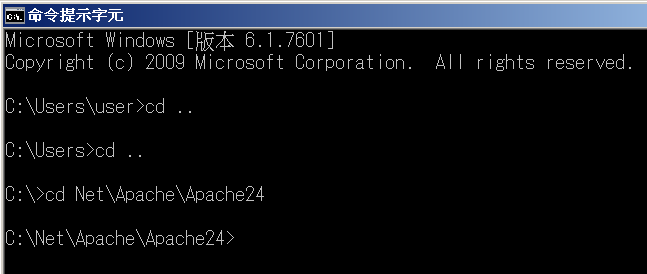 命令提示字元
Microsoft Windows [版本 6.1.7601]
Copyright (c) 2009 Microsoft Corporation.  All rights reserved.
C:\Users\user>cd ..
C:\Users>cd ..
C:\>cd Net\Apache\Apache24
C:\Net\Apache\Apache24>